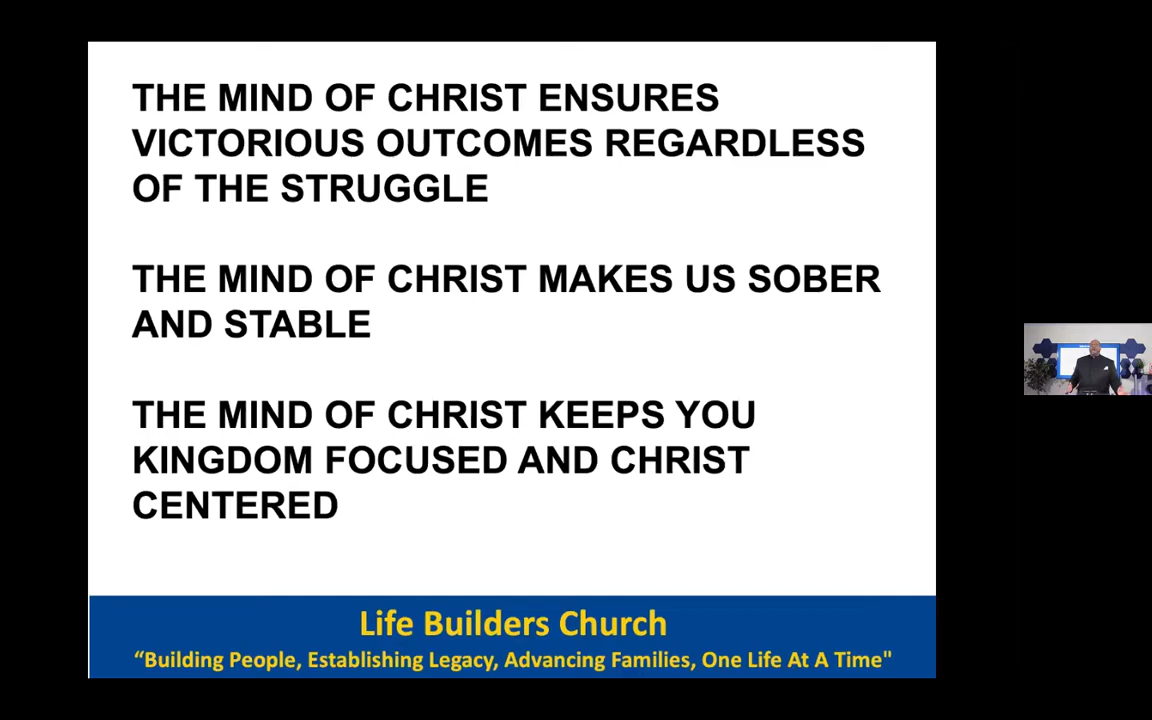 THE MIND OF CHRIST ENSURES
VICTORIOUS OUTCOMES REGARDLESS
OF THE STRUGGLE
THE MIND OF CHRIST MAKES US SOBER
AND STABLE
THE MIND OF CHRIST KEEPS YOU
KINGDOM FOCUSED AND CHRIST
CENTERED
Life Builders Church
“Building People, Establishing Legacy, Advancing Families, One Life At A Time"